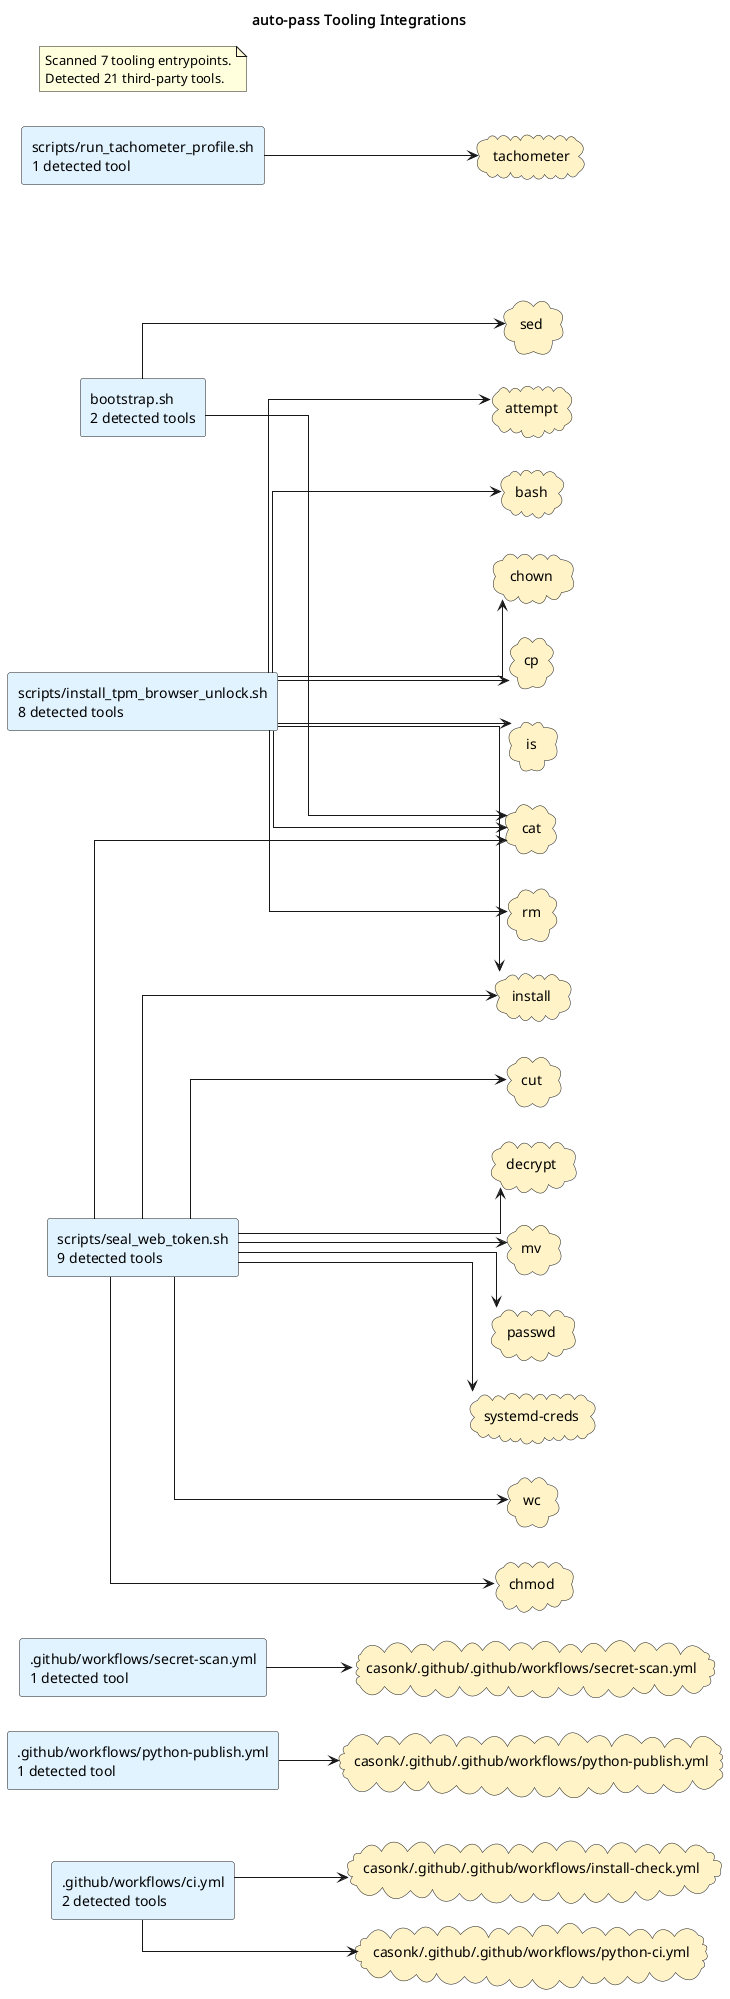 auto-pass Tooling Integrations
Scanned 7 tooling entrypoints.
Detected 21 third-party tools.
scripts/run_tachometer_profile.sh
1 detected tool
tachometer
sed
bootstrap.sh
2 detected tools
attempt
bash
chown
cp
scripts/install_tpm_browser_unlock.sh
8 detected tools
is
cat
rm
install
cut
decrypt
scripts/seal_web_token.sh
9 detected tools
mv
passwd
systemd-creds
wc
chmod
.github/workflows/secret-scan.yml
1 detected tool
casonk/.github/.github/workflows/secret-scan.yml
.github/workflows/python-publish.yml
1 detected tool
casonk/.github/.github/workflows/python-publish.yml
.github/workflows/ci.yml
2 detected tools
casonk/.github/.github/workflows/install-check.yml
casonk/.github/.github/workflows/python-ci.yml